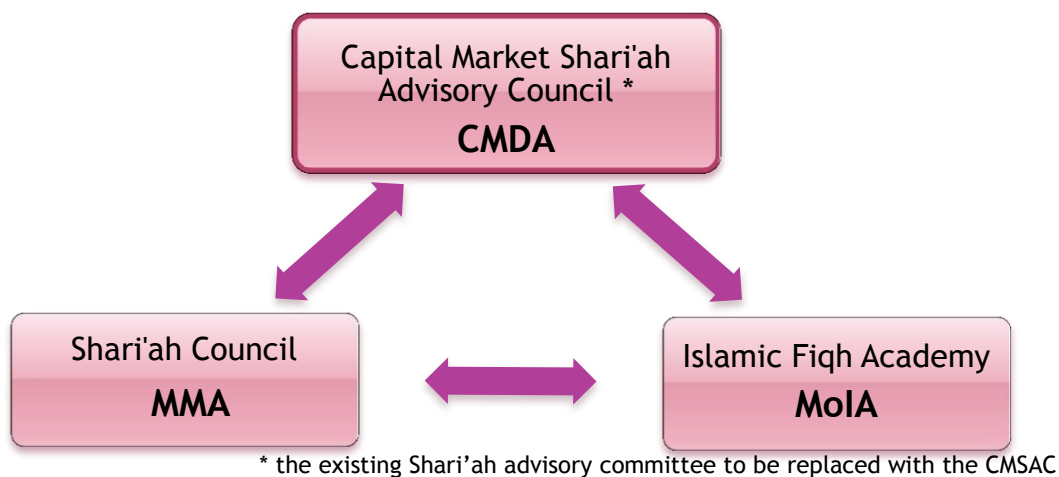 Capital Market Shari'ah
Advisory Council *
CMDA
Shari'ah Council
MMA
Islamic Fiqh Academy
MoIA
* the existing Shari’ah advisory committee to be replaced with the CMSAC